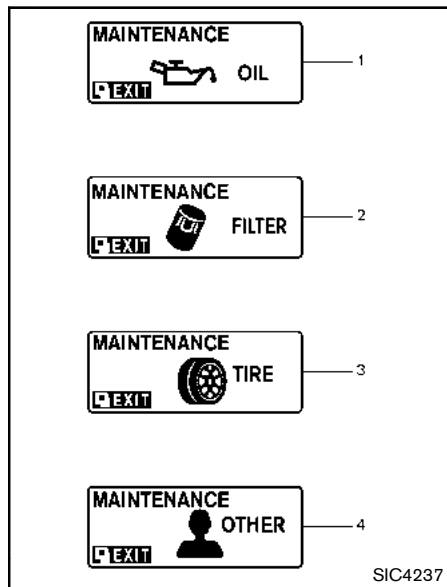 MAINTENANCE
OIL
EXIT
1
MAINTENANCE
FILTER
EXIT
2
MAINTENANCE
TIRE
EXIT
3
MAINTENANCE
OTHER
EXIT
4
SIC4237